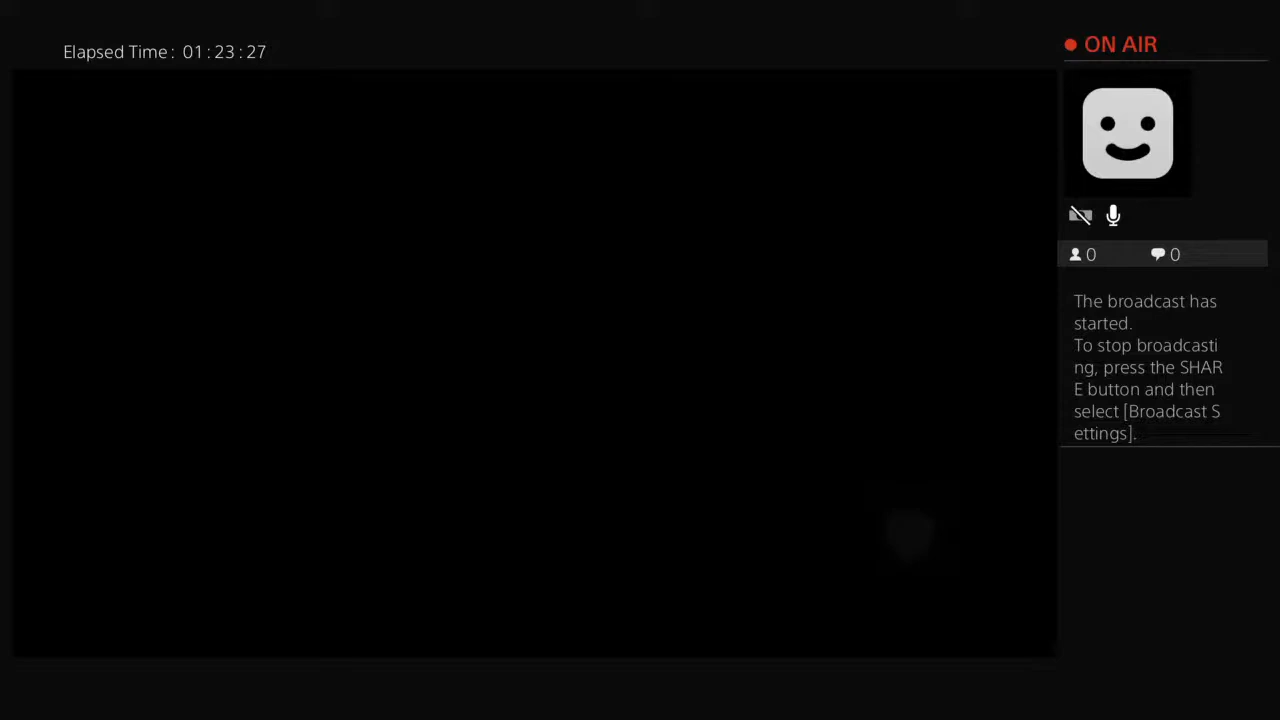 Elapsed Time: 01:23:27
ON AIR
0 0
The broadcast has
started.
To stop broadcasti
ng, press the SHAR
E button and then
select [Broadcast S
ettings].